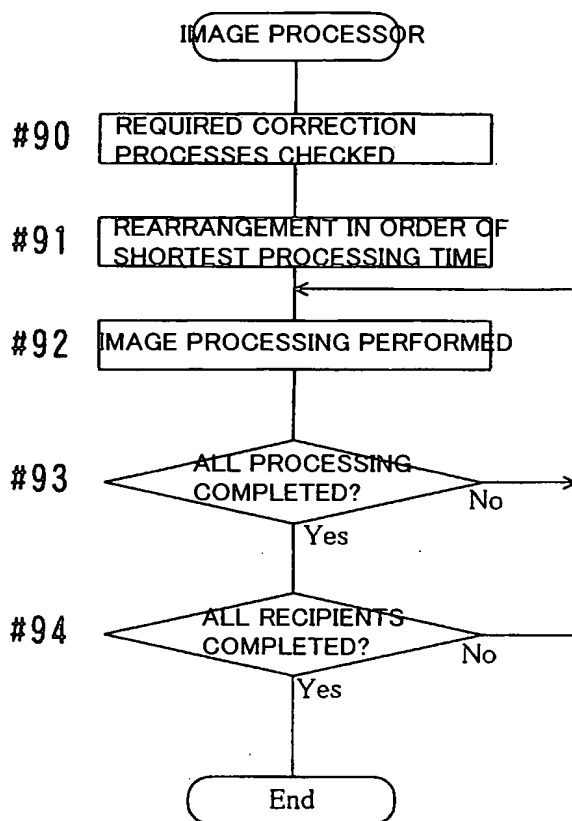 IMAGE PROCESSOR
#90
REQUIRED CORRECTION
PROCESSES CHECKED
#91
REARRANGEMENT IN ORDER OF
SHORTEST PROCESSING TIME
#92
IMAGE PROCESSING PERFORMED
#93
ALL PROCESSING
COMPLETED?
No
Yes
#94
ALL RECIPIENTS
COMPLETED?
No
Yes
End